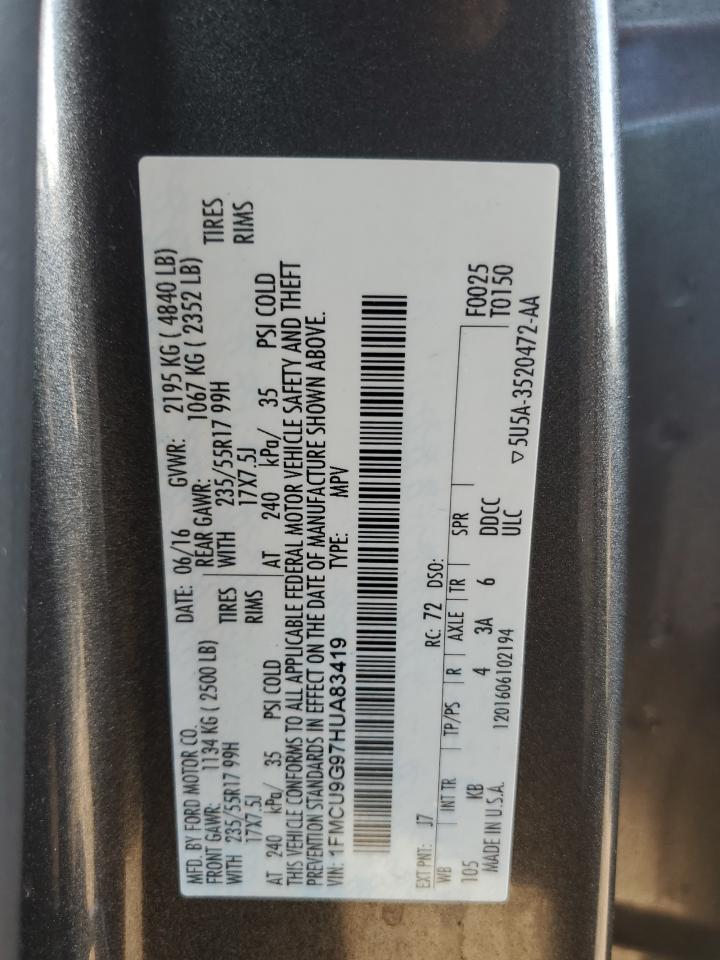 MFD. BY FORD MOTOR CO.
DATE: 06/16 GVWR: 2195 KG ( 4840 LB)
FRONT GAWR: 1134 KG ( 2500 LB) REAR GAWR: 1067 KG ( 2352 LB)
WITH 235/55R17 99H TIRES WITH 235/55R17 99H TIRES
17X7.5J RIMS 17X7.5J RIMS
AT 240 kPa/ 35 PSI COLD AT 240 kPa/ 35 PSI COLD
THIS VEHICLE CONFORMS TO ALL APPLICABLE FEDERAL MOTOR VEHICLE SAFETY AND THEFT
PREVENTION STANDARDS IN EFFECT ON THE DATE OF MANUFACTURE SHOWN ABOVE.
VIN: 1FMCU9G97HUA83419 TYPE: MPV
EXT PNT: J7 RC: 72 DSO:
WB INT TR TP/PS R AXLE TR SPR F0025
105 KB 4 3A 6 DDCC T0150
MADE IN U.S.A. 1201606102194 ULC ▽5U5A-3520472-AA